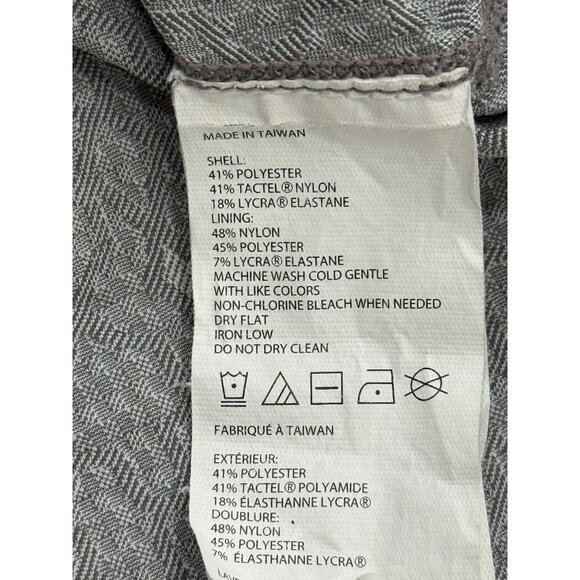 MADE IN TAIWAN
SHELL:
41% POLYESTER
41% TACTEL® NYLON
18% LYCRA® ELASTANE
LINING:
48% NYLON
45% POLYESTER
7% LYCRA® ELASTANE
MACHINE WASH COLD GENTLE
WITH LIKE COLORS
NON-CHLORINE BLEACH WHEN NEEDED
DRY FLAT
IRON LOW
DO NOT DRY CLEAN
FABRIQUÉ À TAIWAN
EXTÉRIEUR:
41% POLYESTER
41% TACTEL® POLYAMIDE
18% ÉLASTHANNE LYCRA®
DOUBLURE:
48% NYLON
45% POLYESTER
7% ÉLASTHANNE LYCRA®